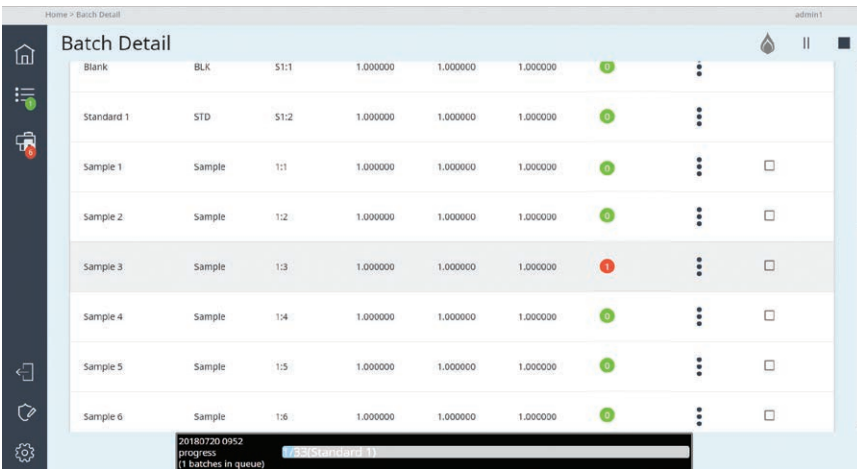 Home > Batch Detail admin1
Batch Detail
Blank BLK S1:1 1.000000 1.000000 1.000000 0
1
Standard 1 STD S1:2 1.000000 1.000000 1.000000 0
6
Sample 1 Sample 1:1 1.000000 1.000000 1.000000 0
Sample 2 Sample 1:2 1.000000 1.000000 1.000000 0
Sample 3 Sample 1:3 1.000000 1.000000 1.000000 1
Sample 4 Sample 1:4 1.000000 1.000000 1.000000 0
Sample 5 Sample 1:5 1.000000 1.000000 1.000000 0
Sample 6 Sample 1:6 1.000000 1.000000 1.000000 0
20180720 0952
progress 1/33(Standard 1)
(1 batches in queue)